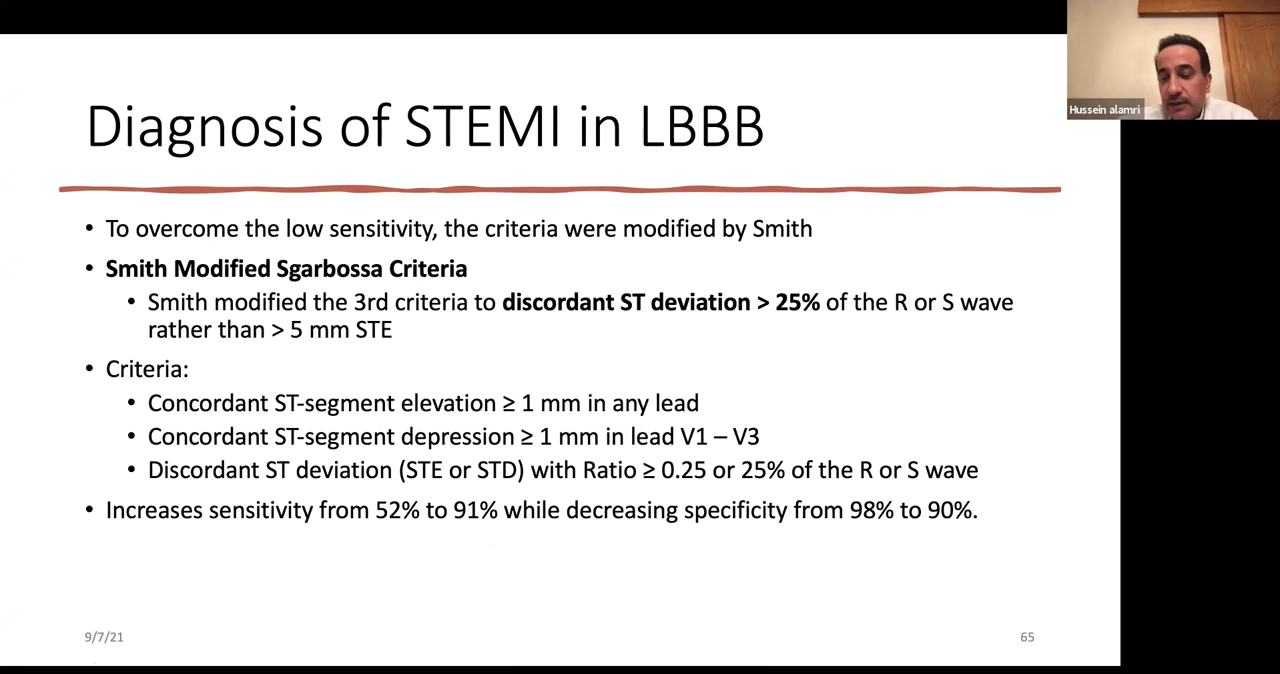 Hussein alamri
Diagnosis of STEMI in LBBB
• To overcome the low sensitivity, the criteria were modified by Smith
• Smith Modified Sgarbossa Criteria
• Smith modified the 3rd criteria to discordant ST deviation > 25% of the R or S wave
rather than > 5 mm STE
• Criteria:
• Concordant ST-segment elevation ≥ 1 mm in any lead
• Concordant ST-segment depression ≥ 1 mm in lead V1 – V3
• Discordant ST deviation (STE or STD) with Ratio ≥ 0.25 or 25% of the R or S wave
• Increases sensitivity from 52% to 91% while decreasing specificity from 98% to 90%.
9/7/21
65